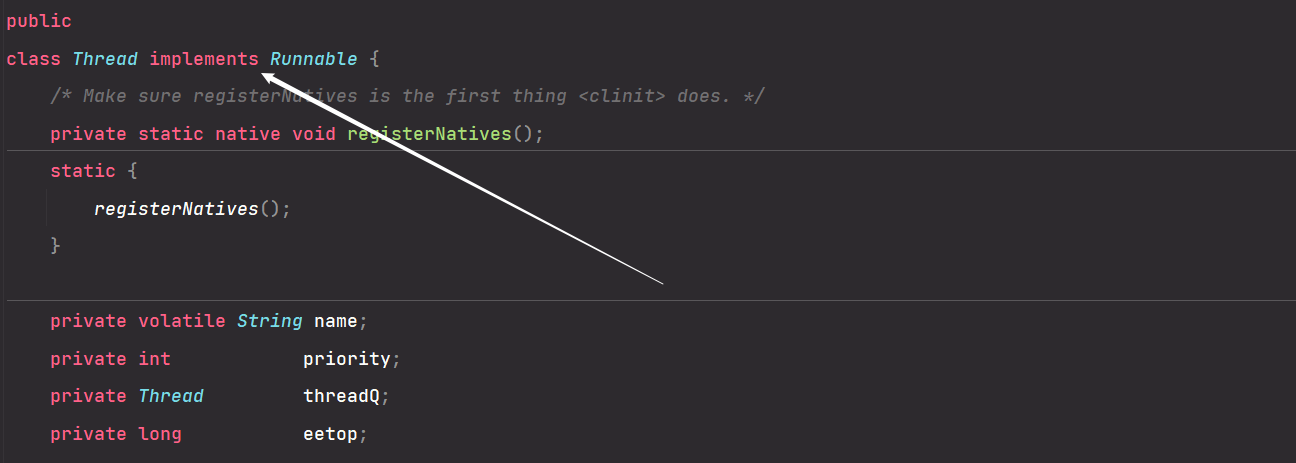 public
class Thread implements Runnable {
/* Make sure registerNatives is the first thing <clinit> does. */
private static native void registerNatives();
static {
registerNatives();
}
private volatile String name;
private int priority;
private Thread threadQ;
private long eetop;